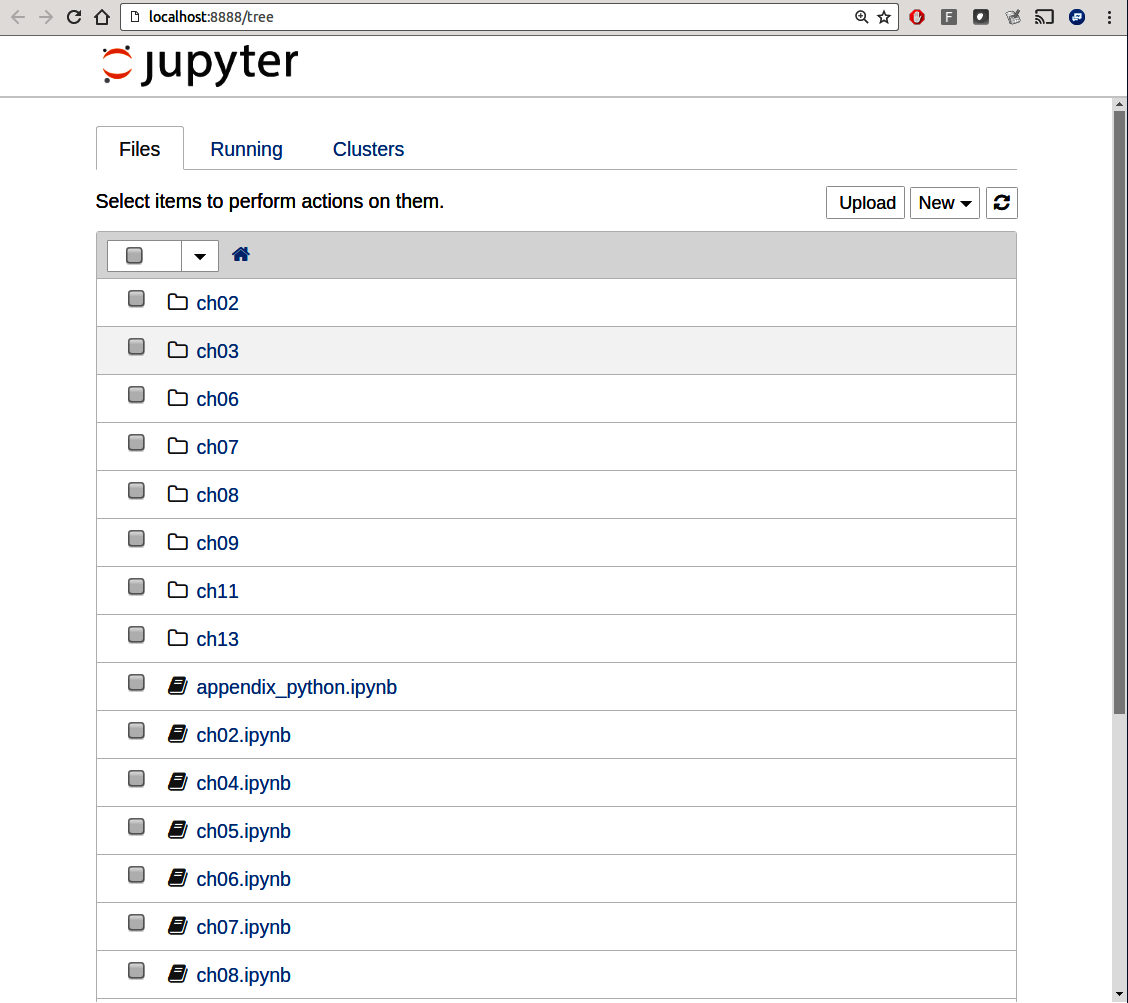 localhost:8888/tree
jupyter
Files Running Clusters
Select items to perform actions on them. Upload New
ch02
ch03
ch06
ch07
ch08
ch09
ch11
ch13
appendix_python.ipynb
ch02.ipynb
ch04.ipynb
ch05.ipynb
ch06.ipynb
ch07.ipynb
ch08.ipynb